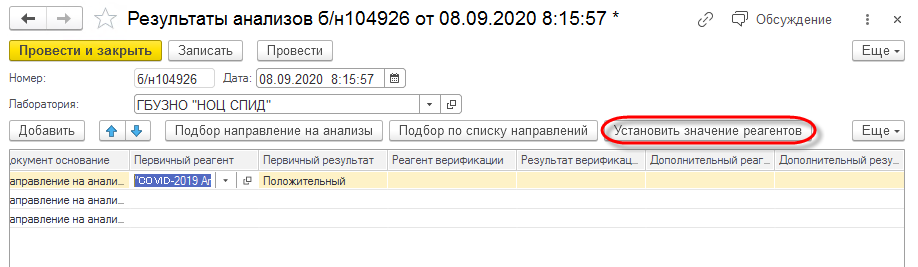 Результаты анализов б/н104926 от 08.09.2020 8:15:57 *
Обсуждение
Провести и закрыть Записать Провести Еще
Номер: б/н104926 Дата: 08.09.2020 8:15:57
Лаборатория: ГБУЗНО "НОЦ СПИД"
Добавить Подбор направление на анализы Подбор по списку направлений Установить значение реагентов Еще
окумент основание Первичный реагент Первичный результат Реагент верификации Результат верификац... Дополнительный реаг... Дополнительный резу...
аправление на анали... "COVID-2019 Ам Положительный
аправление на анали...
аправление на анали...